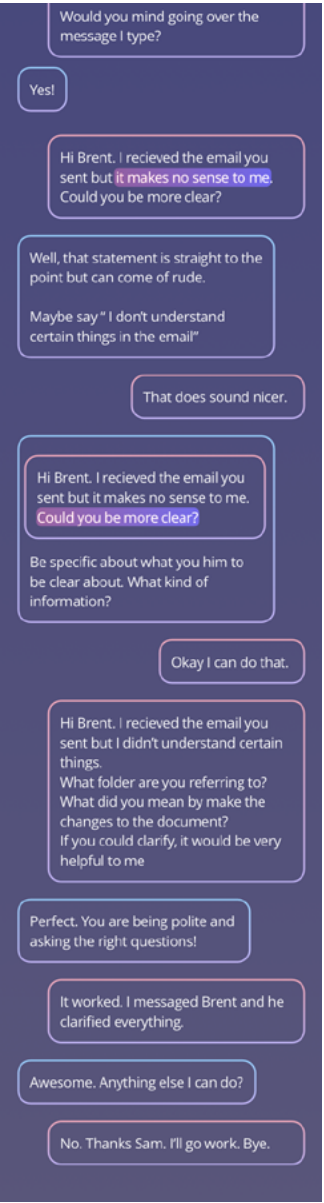 Would you mind going over the
message I type?
Yes!
Hi Brent. I recieved the email you
sent but it makes no sense to me.
Could you be more clear?
Well, that statement is straight to the
point but can come of rude.
Maybe say “ I don’t understand
certain things in the email”
That does sound nicer.
Hi Brent. I recieved the email you
sent but it makes no sense to me.
Could you be more clear?
Be specific about what you him to
be clear about. What kind of
information?
Okay I can do that.
Hi Brent. I recieved the email you
sent but I didn’t understand certain
things.
What folder are you referring to?
What did you mean by make the
changes to the document?
If you could clarify, it would be very
helpful to me
Perfect. You are being polite and
asking the right questions!
It worked. I messaged Brent and he
clarified everything.
Awesome. Anything else I can do?
No. Thanks Sam. I’ll go work. Bye.